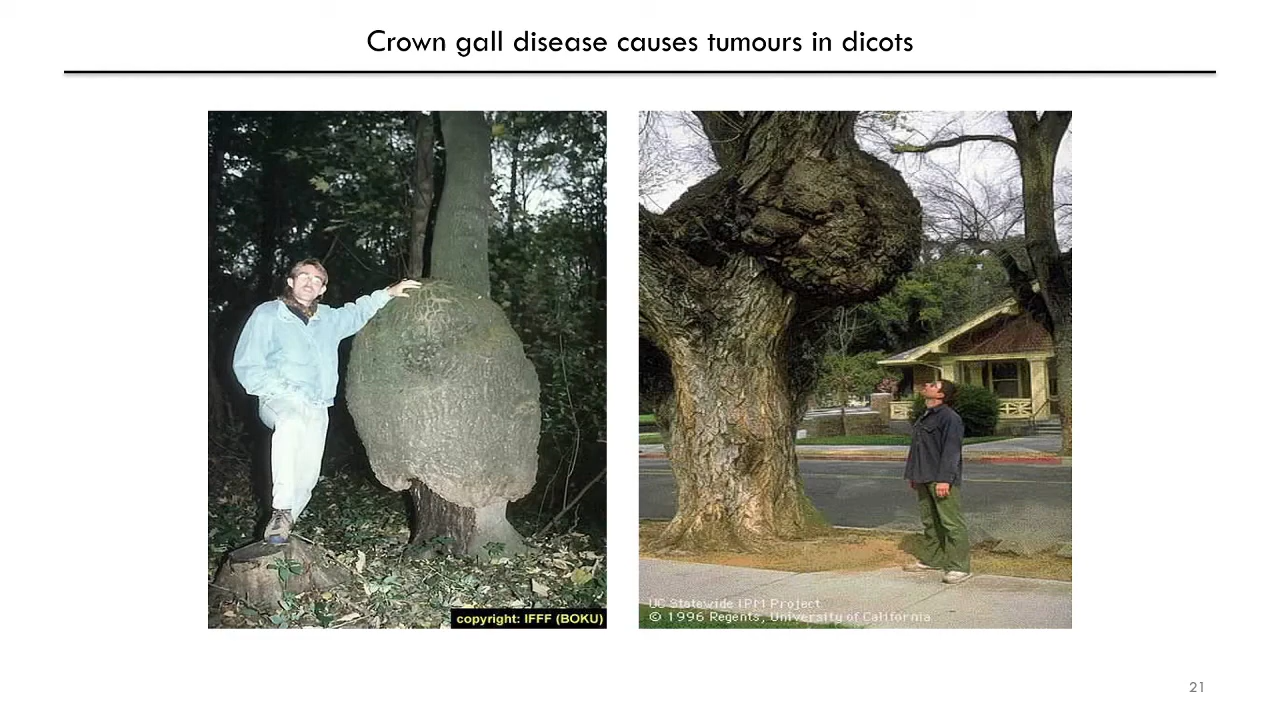 Crown gall disease causes tumours in dicots
copyright: IFFF (BOKU)
UC Statewide IPM Project
© 1996 Regents, University of California
21